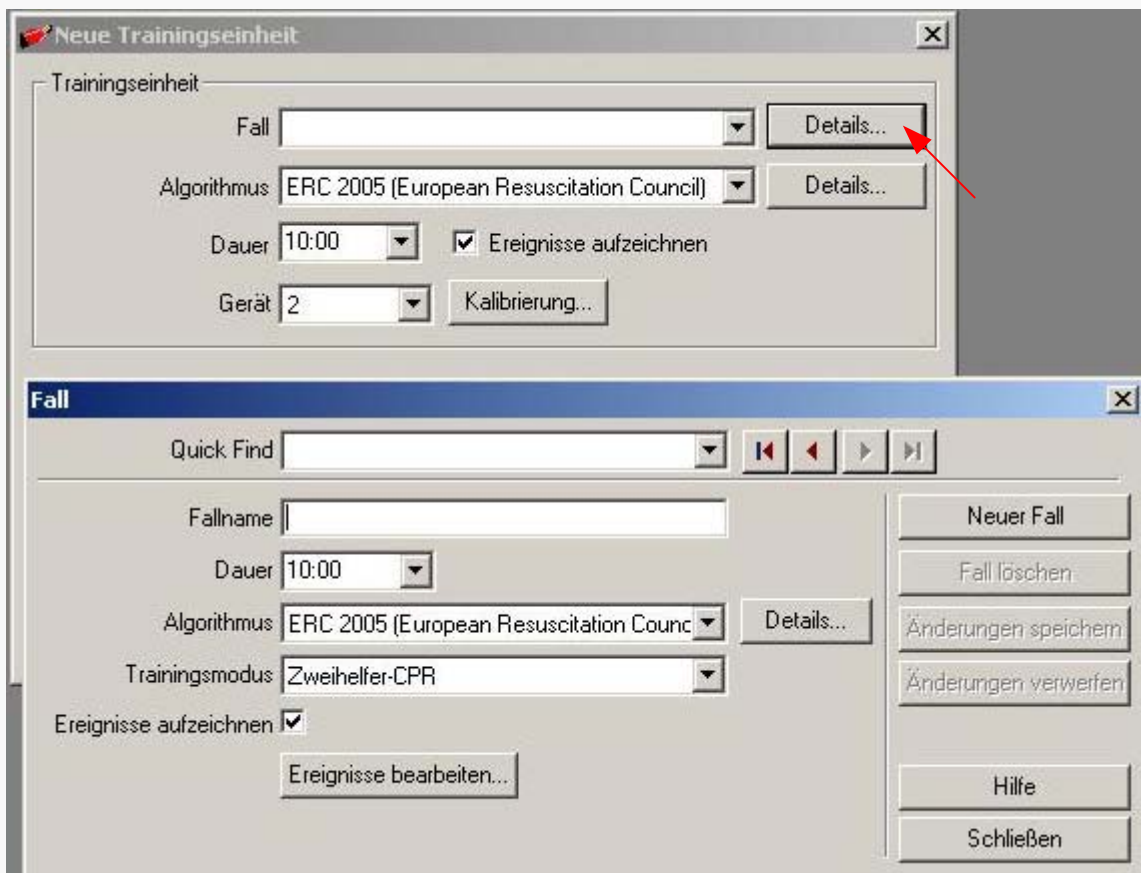 Neue Trainingseinheit
Trainingseinheit
Fall
Details...
Algorithmus ERC 2005 (European Resuscitation Council) Details...
Dauer 10:00 Ereignisse aufzeichnen
Gerät 2 Kalibrierung...
Fall
Quick Find
Fallname
Neuer Fall
Dauer 10:00
Fall löschen
Algorithmus ERC 2005 (European Resuscitation Counc Details...
Änderungen speichern
Trainingsmodus Zweihelfer-CPR
Änderungen verwerfen
Ereignisse aufzeichnen
Ereignisse bearbeiten...
Hilfe
Schließen